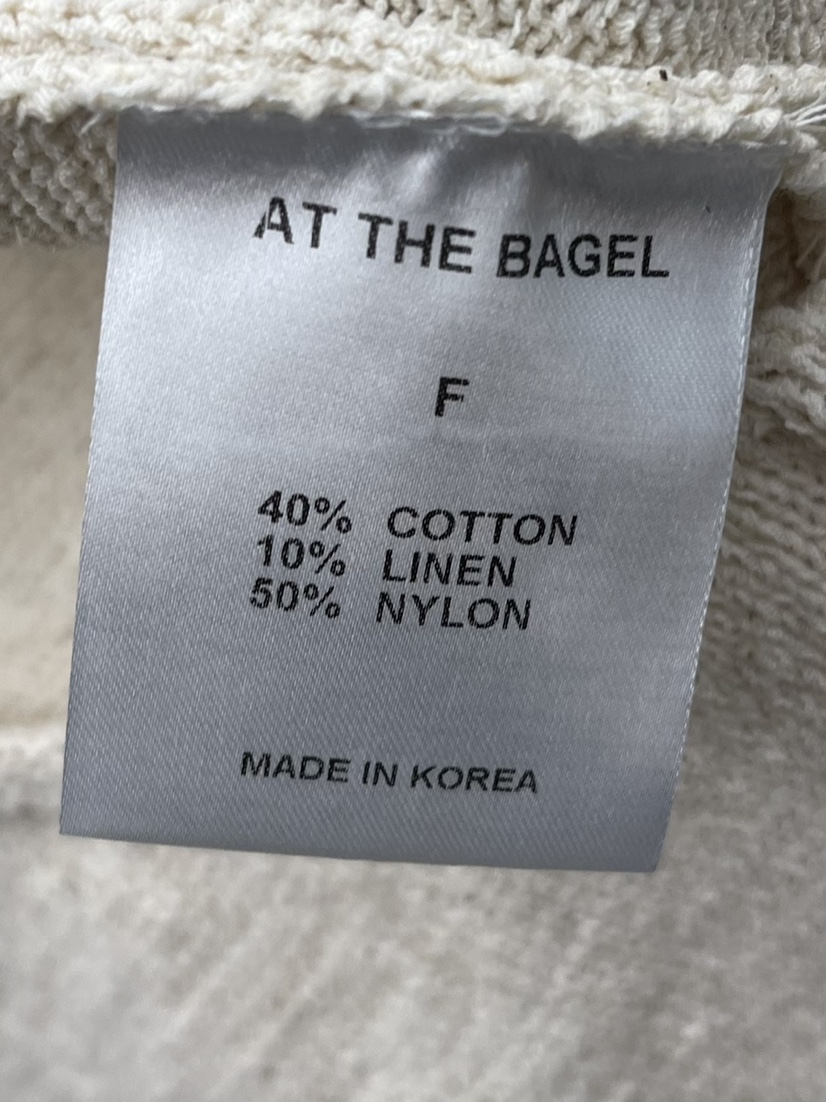 AT THE BAGEL
F
40% COTTON
10% LINEN
50% NYLON
MADE IN KOREA